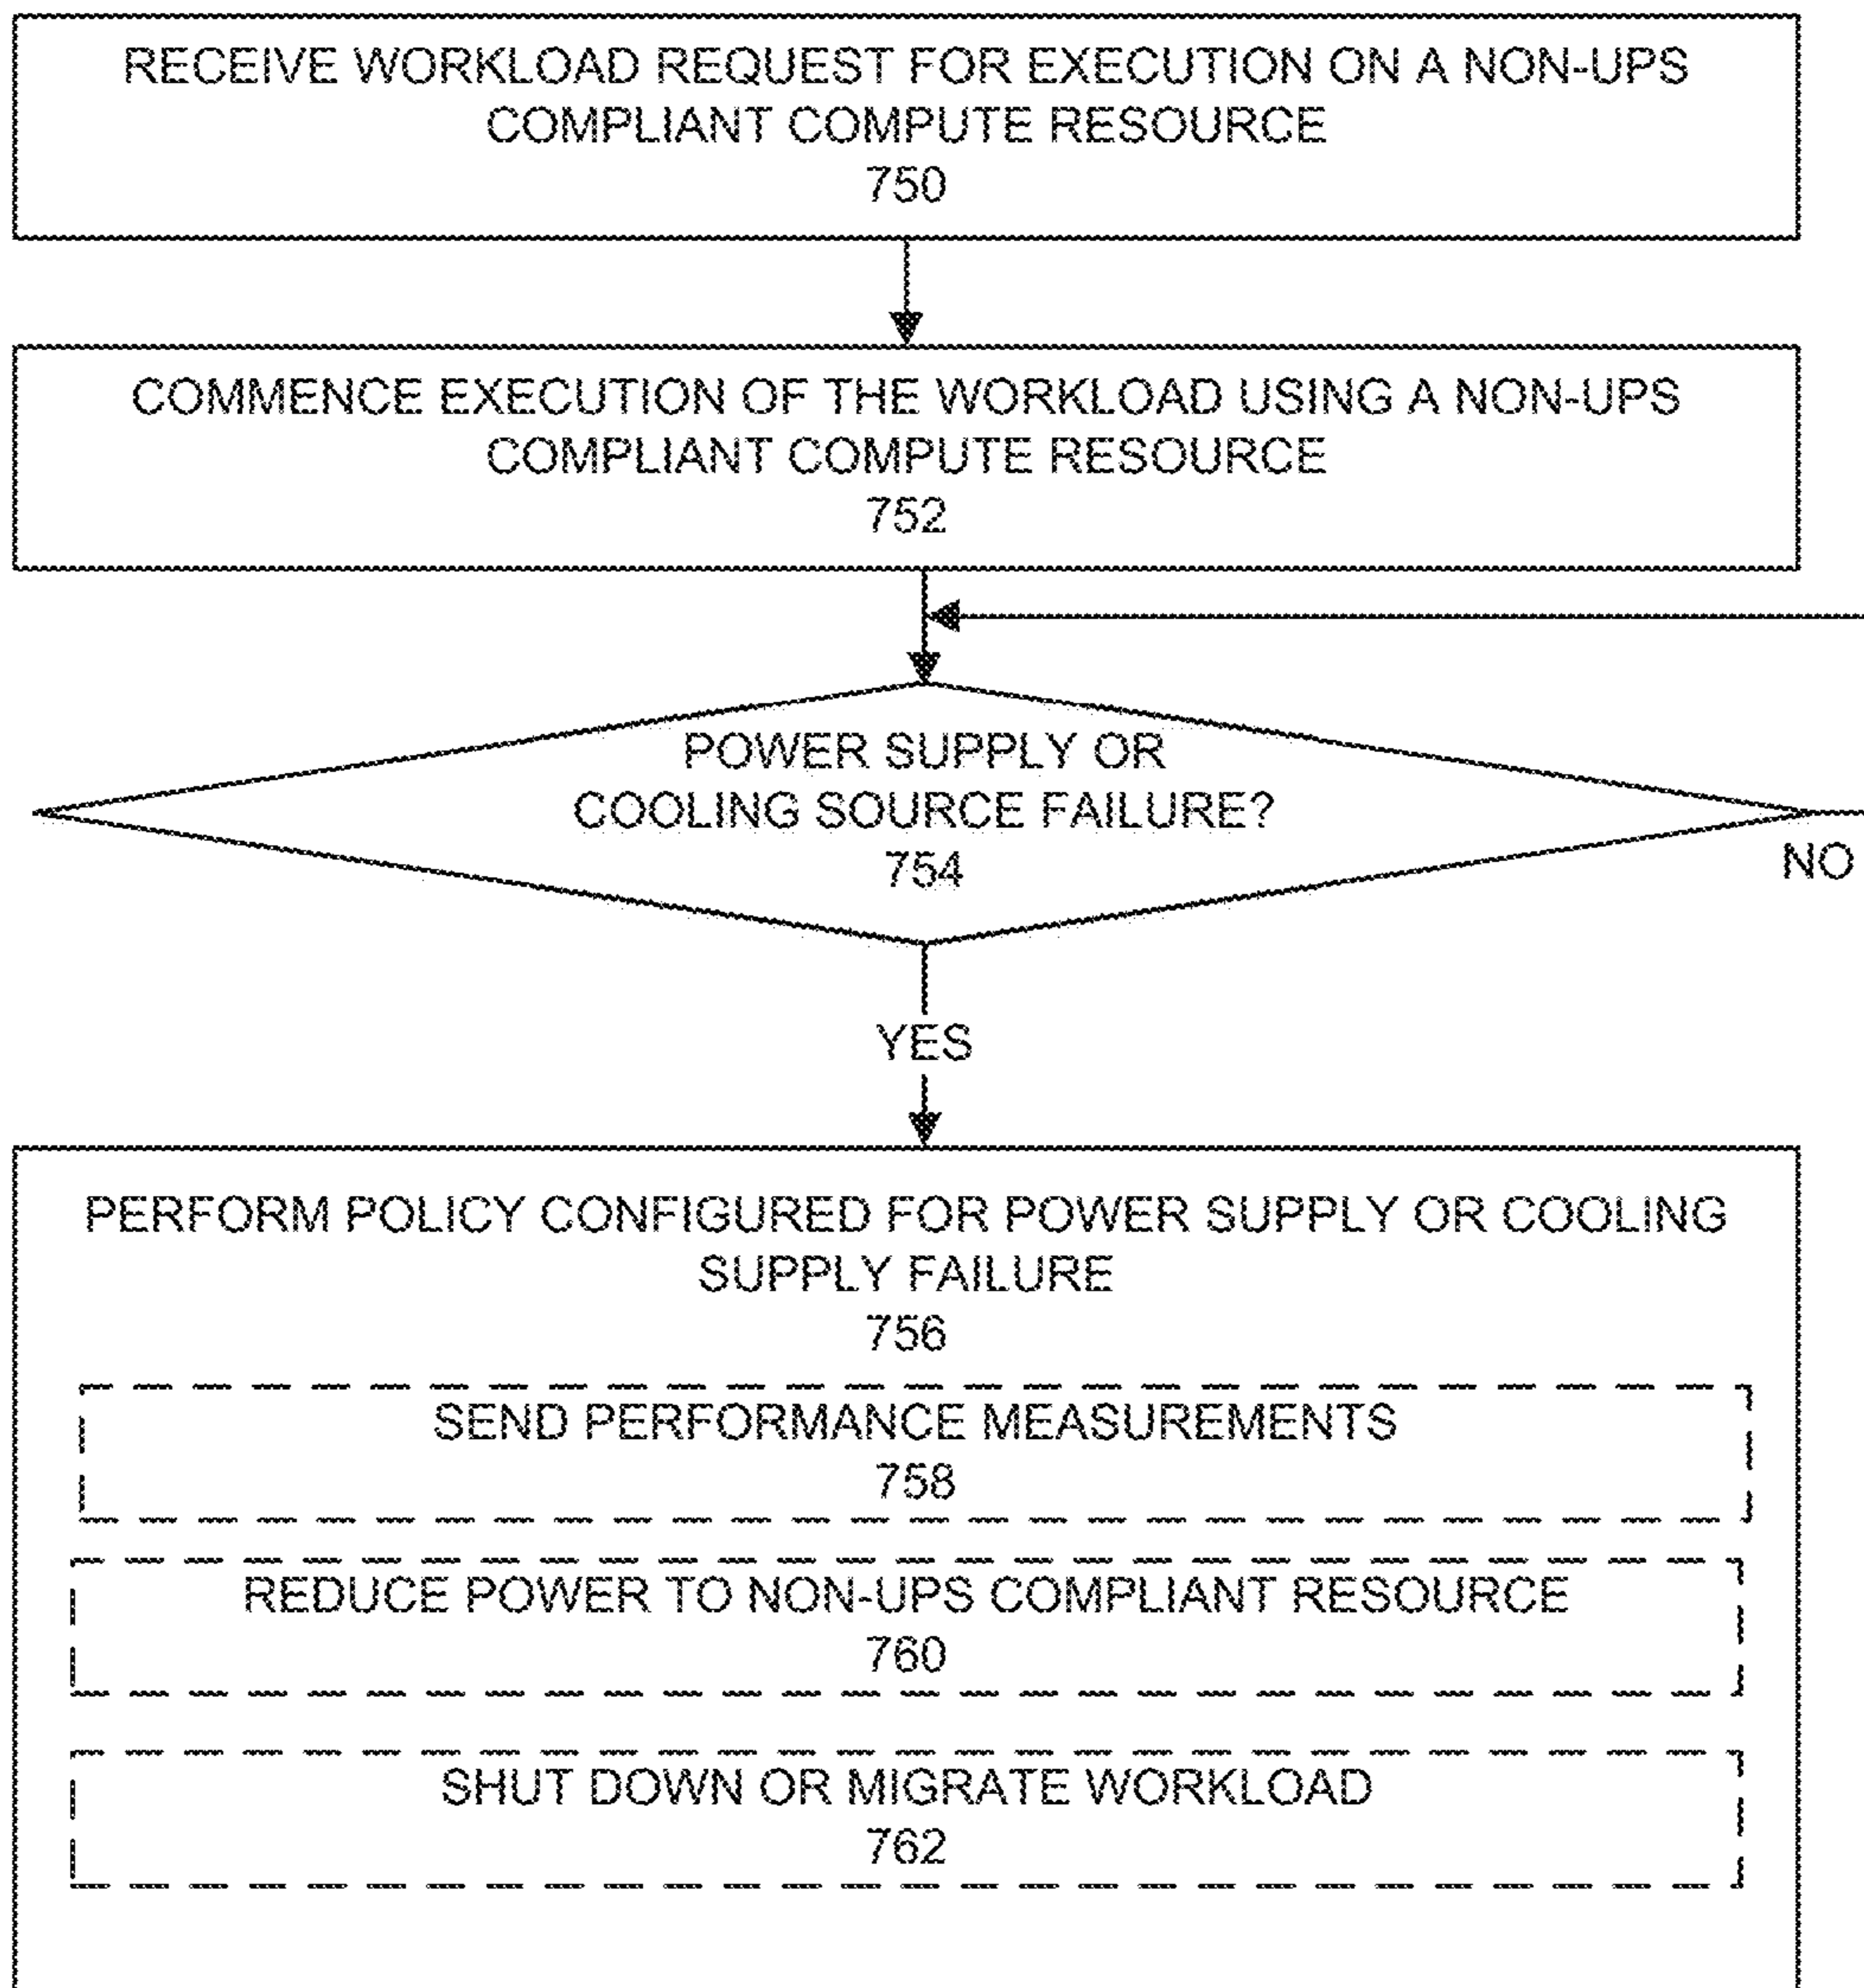 RECEIVE WORKLOAD REQUEST FOR EXECUTION ON A NON-UPS
COMPLIANT COMPUTE RESOURCE
750
COMMENCE EXECUTION OF THE WORKLOAD USING A NON-UPS
COMPLIANT COMPUTE RESOURCE
752
POWER SUPPLY OR
COOLING SOURCE FAILURE?
754
NO
YES
PERFORM POLICY CONFIGURED FOR POWER SUPPLY OR COOLING
SUPPLY FAILURE
756
SEND PERFORMANCE MEASUREMENTS
758
REDUCE POWER TO NON-UPS COMPLIANT RESOURCE
760
SHUT DOWN OR MIGRATE WORKLOAD
762